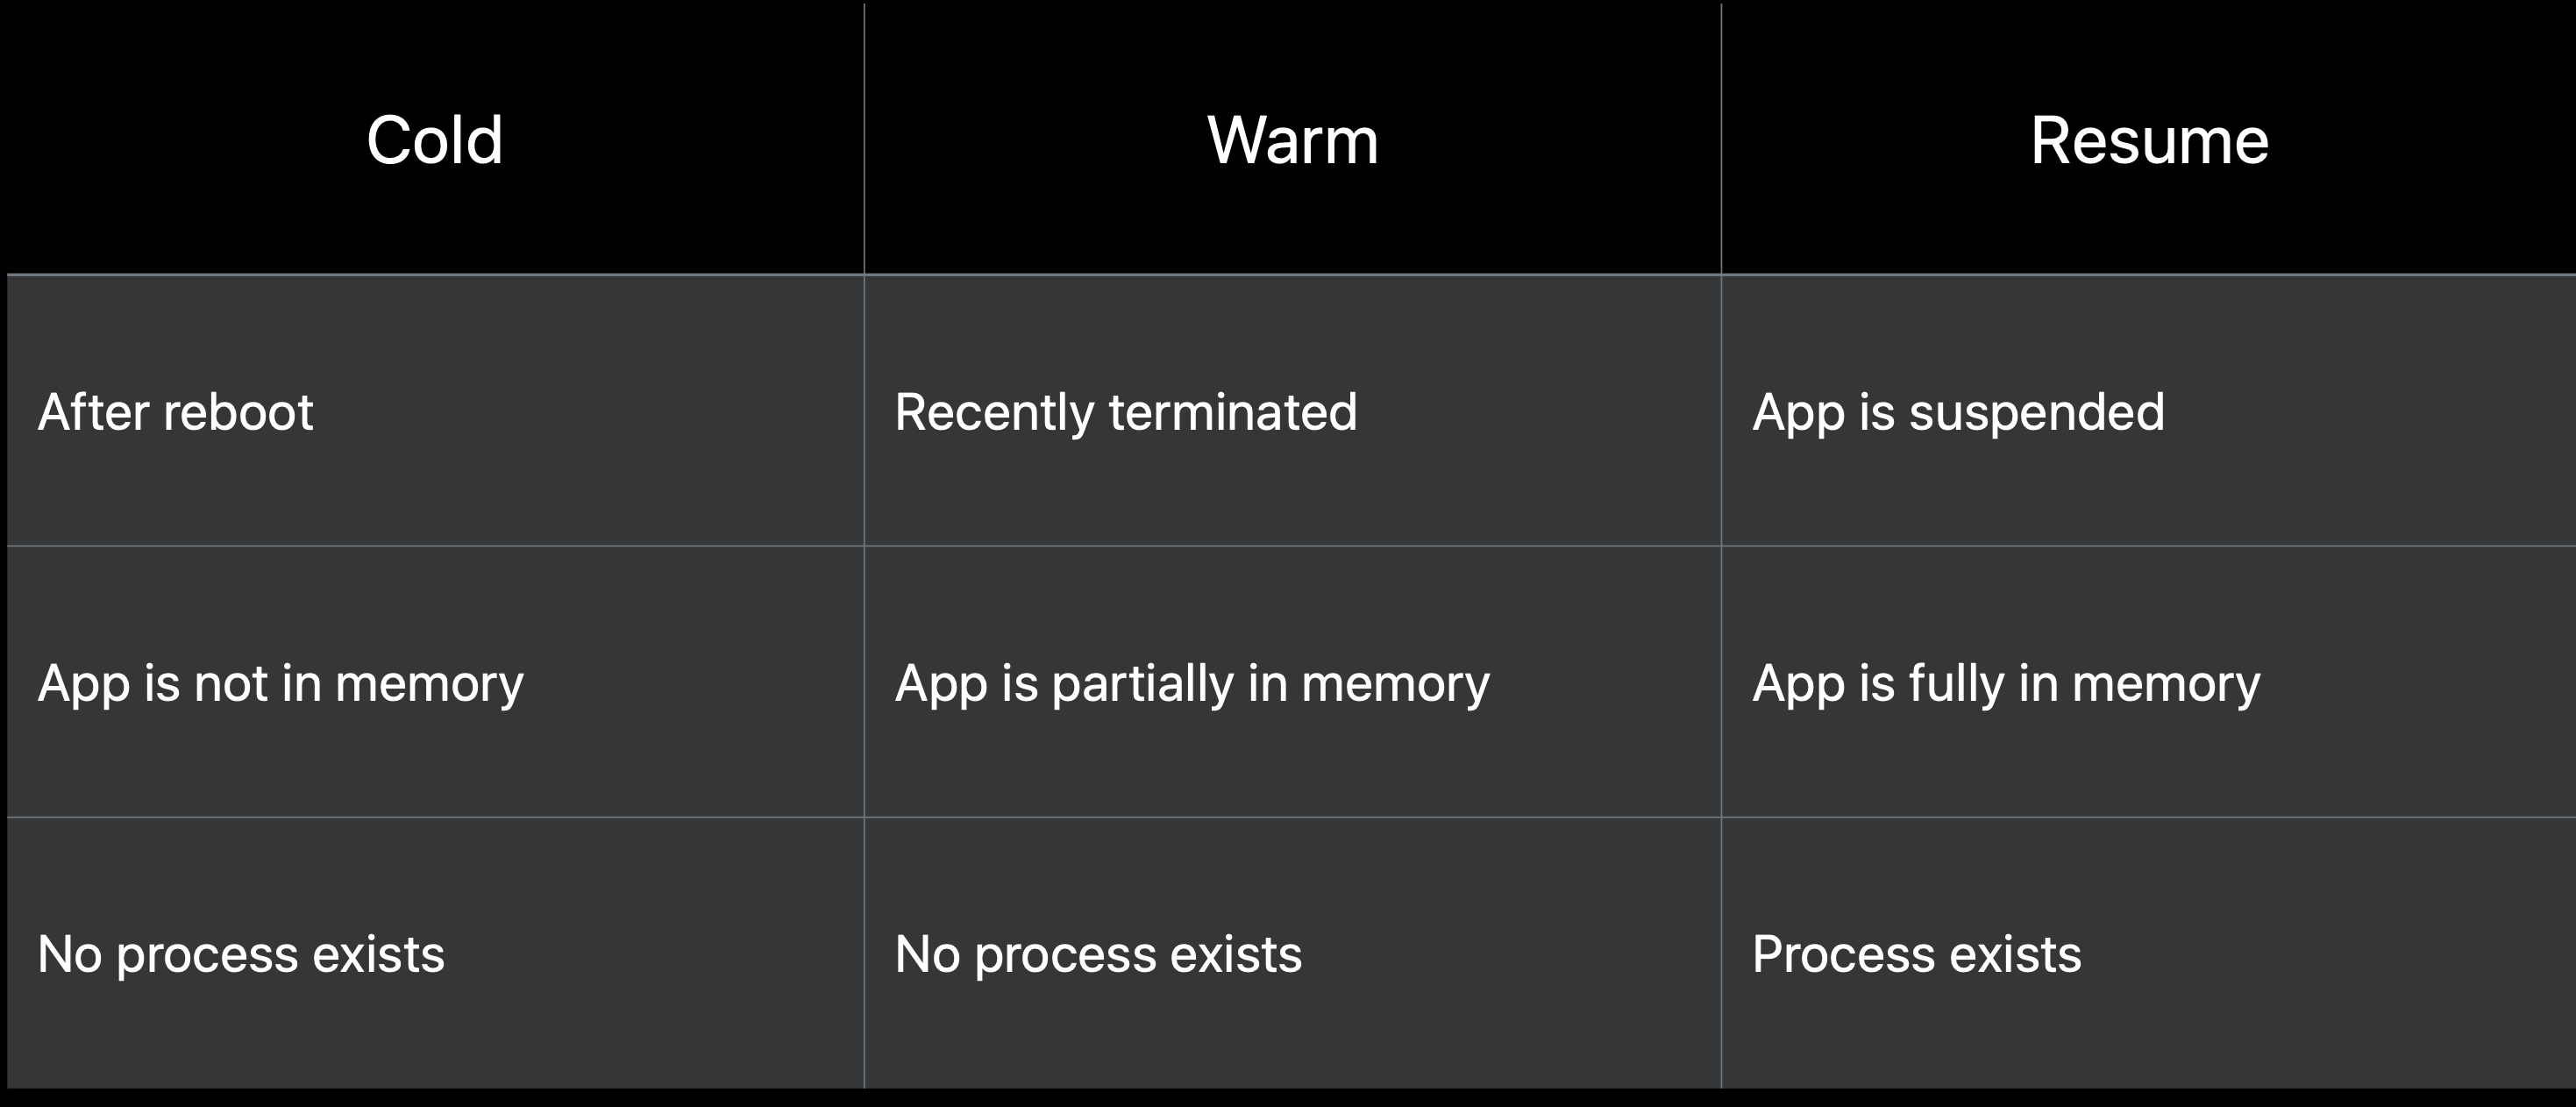 Cold
Warm
Resume
After reboot
Recently terminated
App is suspended
App is not in memory
App is partially in memory
App is fully in memory
No process exists
No process exists
Process exists